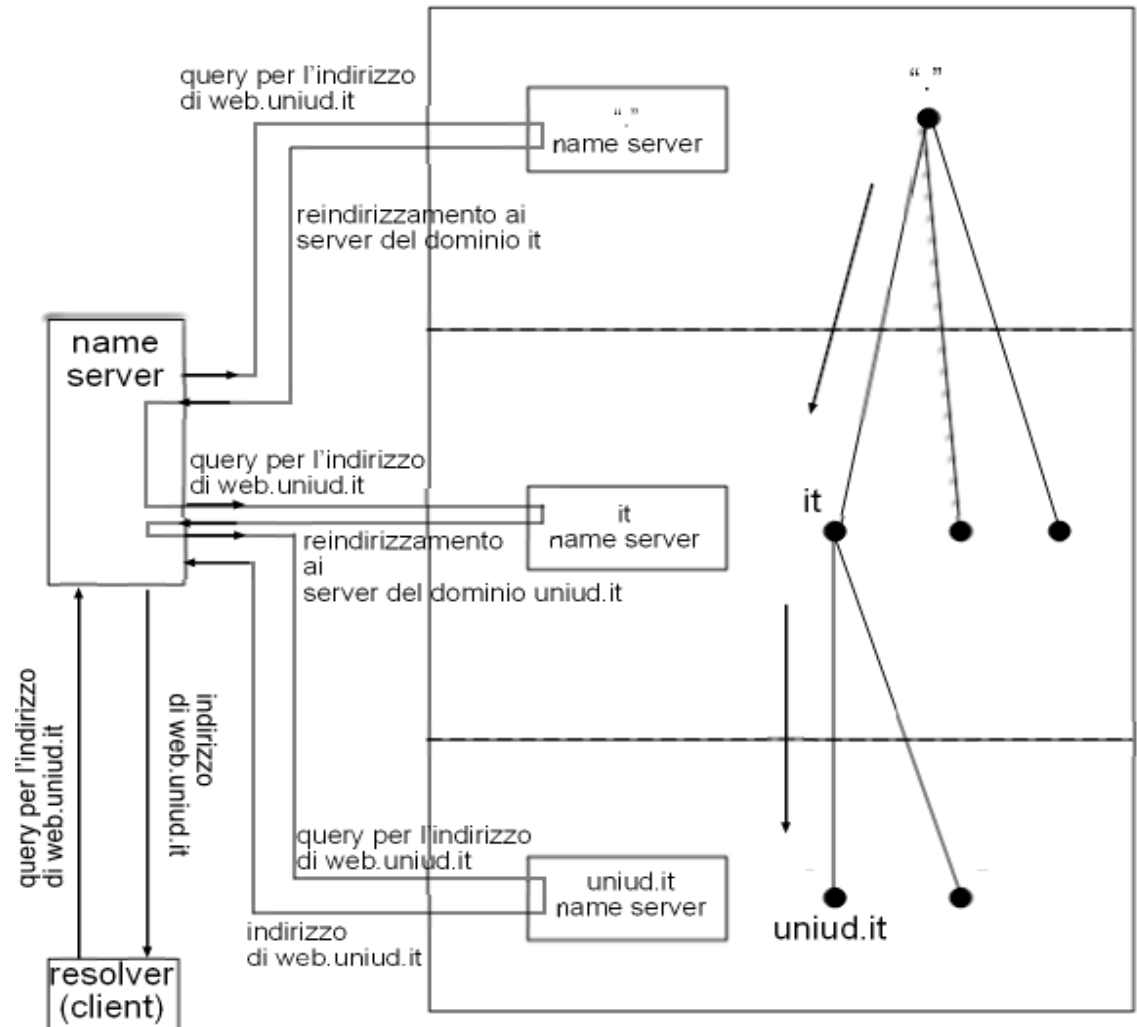 query per l'indirizzo
di web.uniud.it
“.”
name server
“.”
reindirizzamento ai
server del dominio it
name
server
query per l'indirizzo
di web.uniud.it
it
name server
it
reindirizzamento
ai
server del dominio uniud.it
query per l'indirizzo
di web.uniud.it
indirizzo
di web.uniud.it
query per l'indirizzo
di web.uniud.it
uniud.it
name server
uniud.it
indirizzo
di web.uniud.it
resolver
(client)